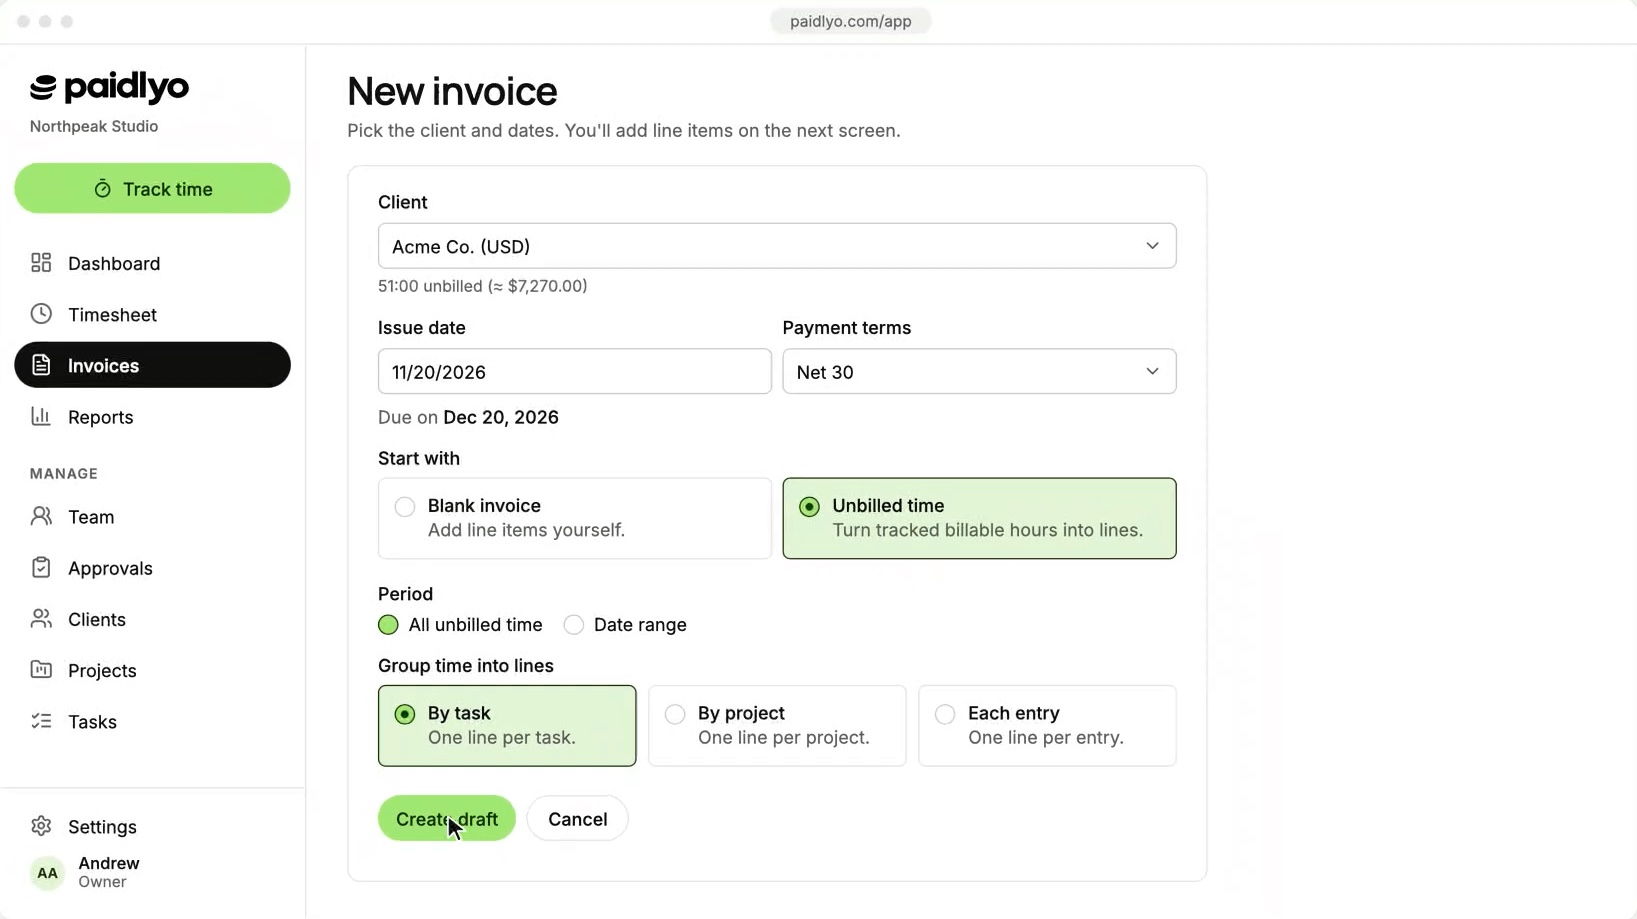 paidlyo.com/app
paidlyo
Northpeak Studio
Track time
Dashboard
Timesheet
Invoices
Reports
MANAGE
Team
Approvals
Clients
Projects
Tasks
Settings
AA
Andrew
Owner
New invoice
Pick the client and dates. You'll add line items on the next screen.
Client
Acme Co. (USD)
51:00 unbilled (≈ $7,270.00)
Issue date
Payment terms
11/20/2026
Net 30
Due on Dec 20, 2026
Start with
Blank invoice
Add line items yourself.
Unbilled time
Turn tracked billable hours into lines.
Period
All unbilled time
Date range
Group time into lines
By task
One line per task.
By project
One line per project.
Each entry
One line per entry.
Create draft
Cancel